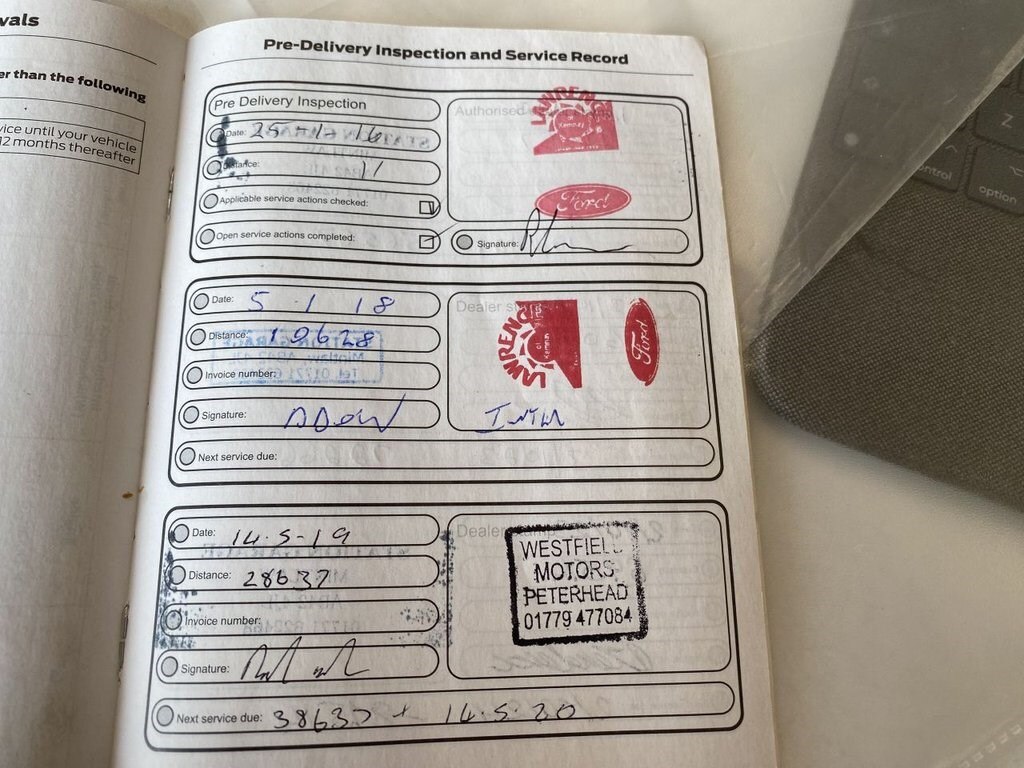 vals
er than the following
vice until your vehicle
12 months thereafter
Pre-Delivery Inspection and Service Record
Pre Delivery Inspection
Authorised
Date: 25 - 1 - 16
Distance: 11
Applicable service actions checked:
Open service actions completed:
Signature:
Ford
Date: 5 - 1 18
Distance: 19628
Invoice number:
Signature:
Next service due:
Dealer
Ford
Date: 14.5-19
Distance: 28637
Invoice number:
Signature:
Next service due: 38637 + 14.5.20
Dealer stamp
WESTFIELD
MOTORS
PETERHEAD
01779 477084
control
Z
option